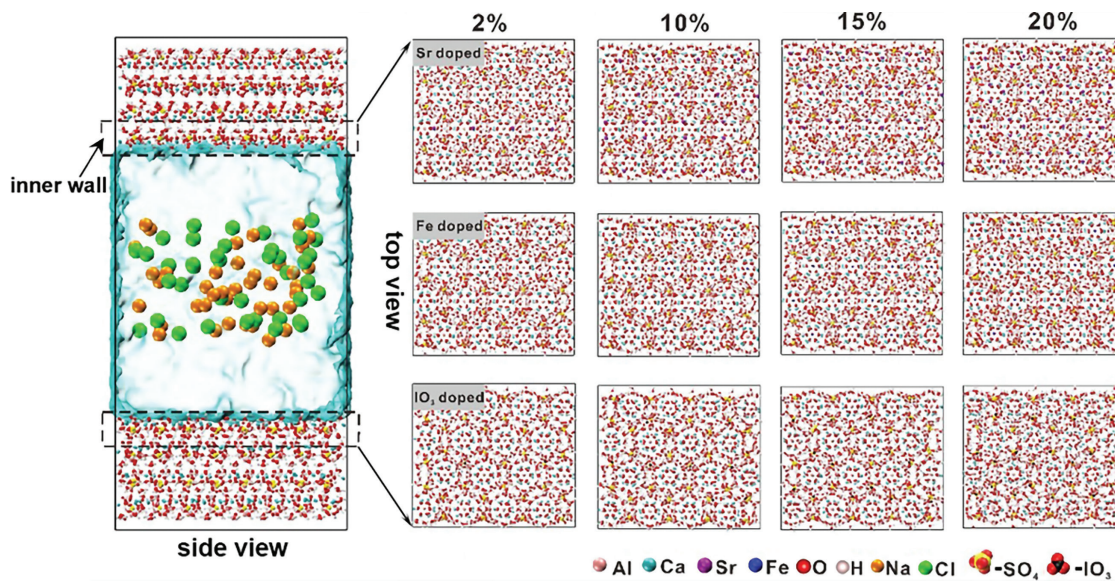 2% 10% 15% 20%
Sr doped
inner wall
Fe doped
top view
IO₃ doped
side view
Al Ca Sr Fe O H Na Cl -SO₄ -IO₃